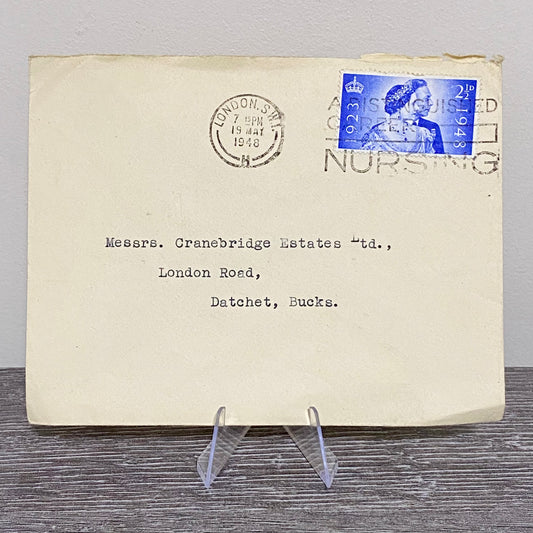 LONDON. S.W.1.
7 15PM
19 MAY
1948
H
A DISTINGUISHED
CAREER
NURSING
1923
2½D
1948
Messrs. Cranebridge Estates Ltd.,
London Road,
Datchet, Bucks.